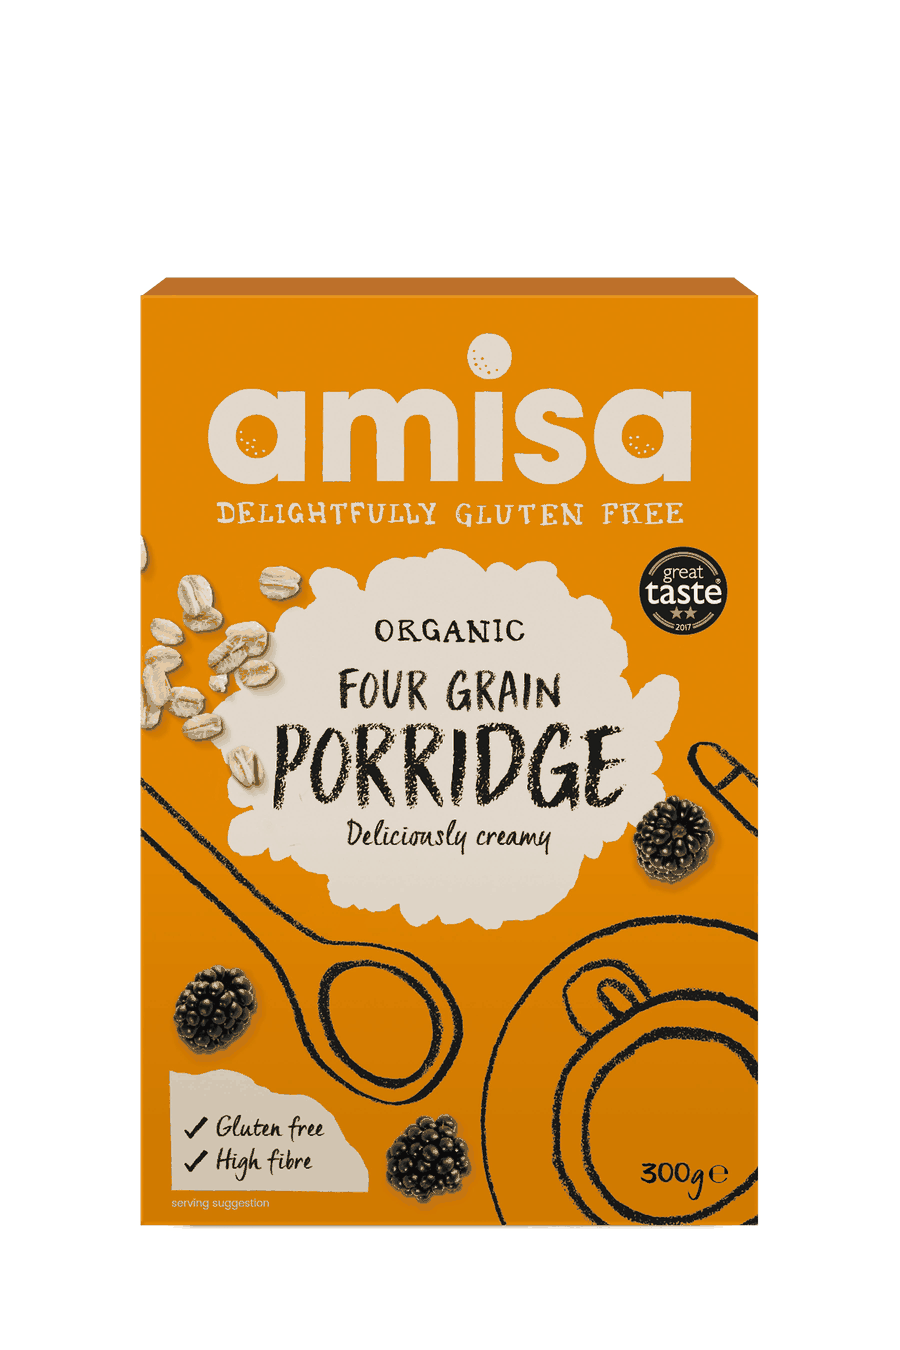 amisa
DELIGHTFULLY GLUTEN FREE
great
taste®
2017
ORGANIC
FOUR GRAIN
PORRIDGE
Deliciously creamy
✓ Gluten free
✓ High fibre
serving suggestion
300g ℮